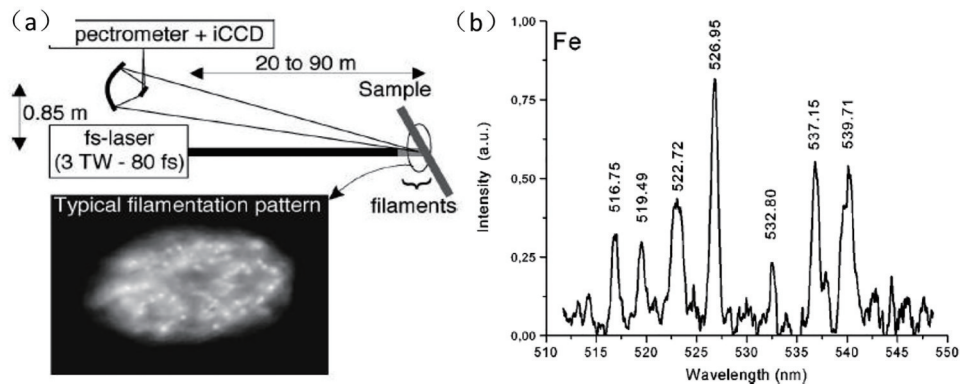 (a)
pectrometer + iCCD
20 to 90 m
Sample
0.85 m
fs-laser
(3 TW - 80 fs)
filaments
Typical filamentation pattern
(b)
Fe
1,00
0,75
0,50
0,25
0,00
Intensity (a.u.)
516.75
519.49
522.72
526.95
532.80
537.15
539.71
510 515 520 525 530 535 540 545 550
Wavelength (nm)